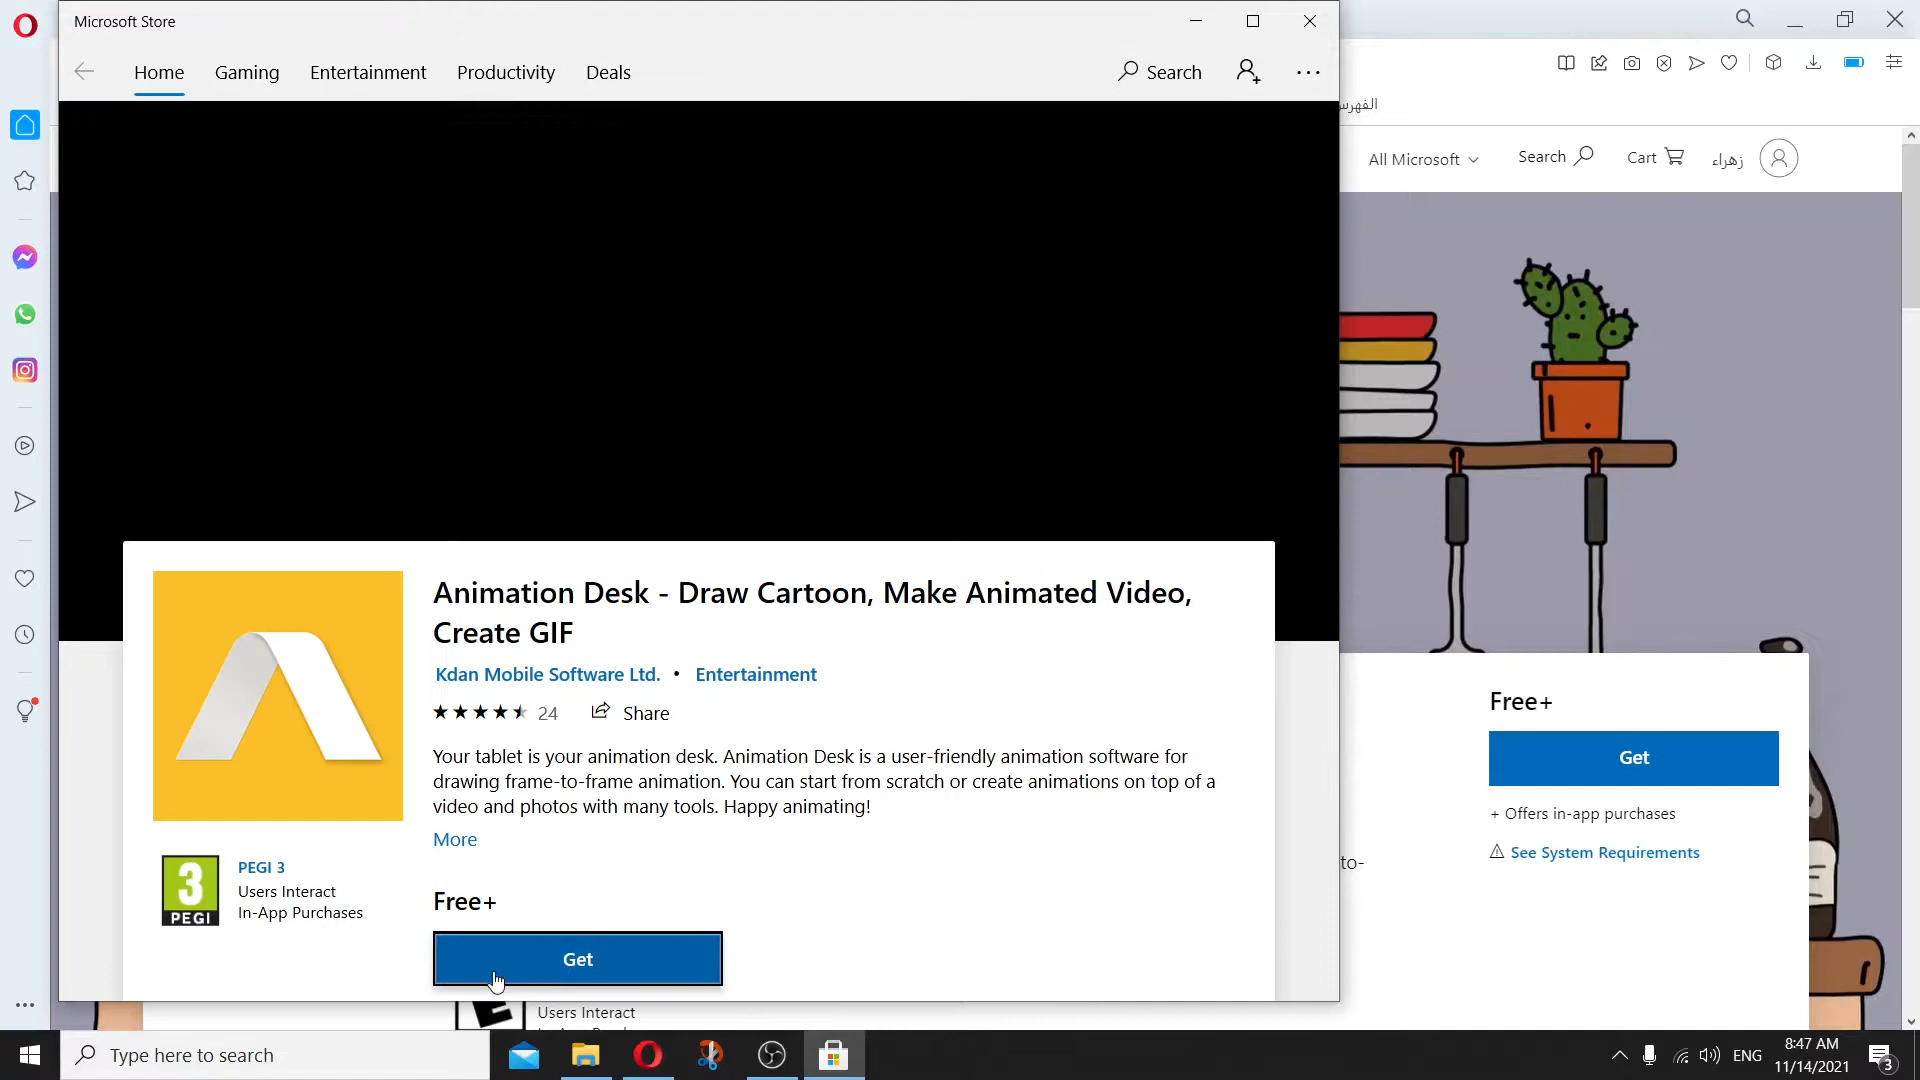 Microsoft Store
Home Gaming Entertainment Productivity Deals Search
الفهرس
All Microsoft Search Cart زهراء
Animation Desk - Draw Cartoon, Make Animated Video,
Create GIF
Kdan Mobile Software Ltd. • Entertainment
24 Share
Your tablet is your animation desk. Animation Desk is a user-friendly animation software for
drawing frame-to-frame animation. You can start from scratch or create animations on top of a
video and photos with many tools. Happy animating!
More
3
PEGI
PEGI 3
Users Interact
In-App Purchases
Free+
Get
Free+
Get
+ Offers in-app purchases
See System Requirements
to-
E
Users Interact
Type here to search
ENG
8:47 AM
11/14/2021
3